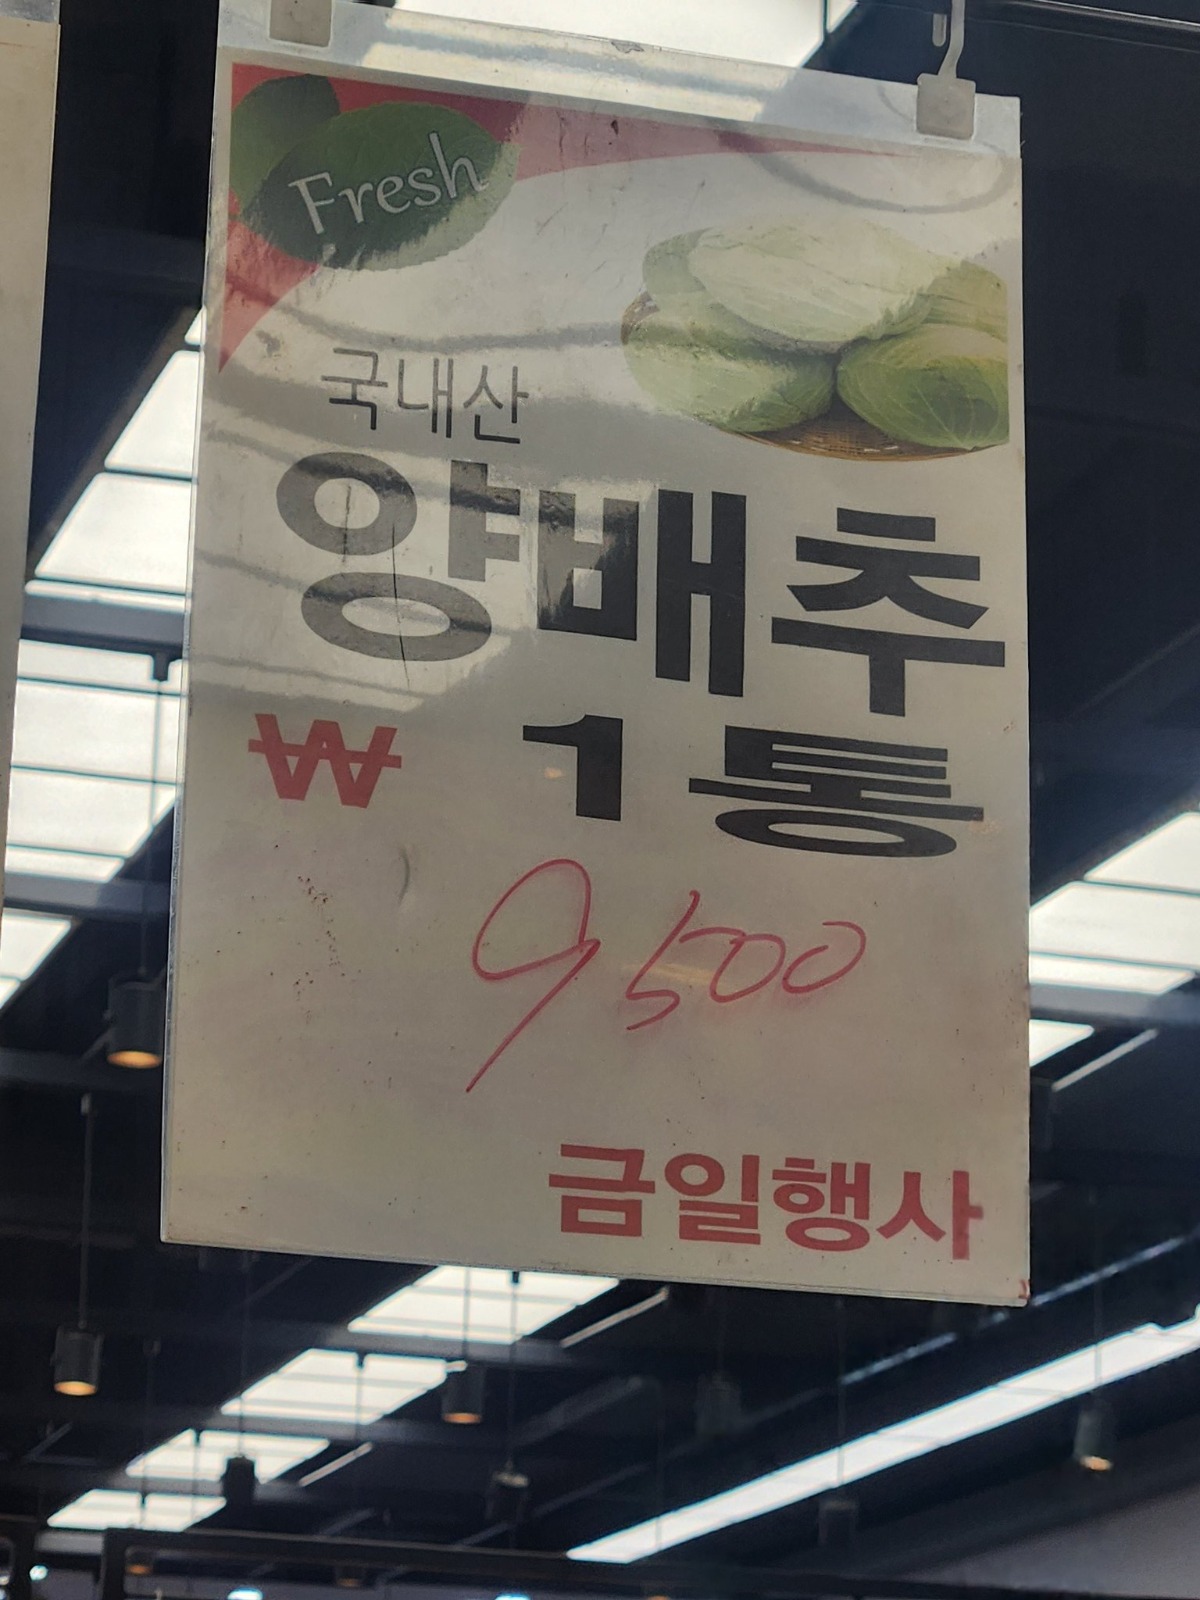 Fresh
국내산
양배추
₩ 1통
9,500
금일행사